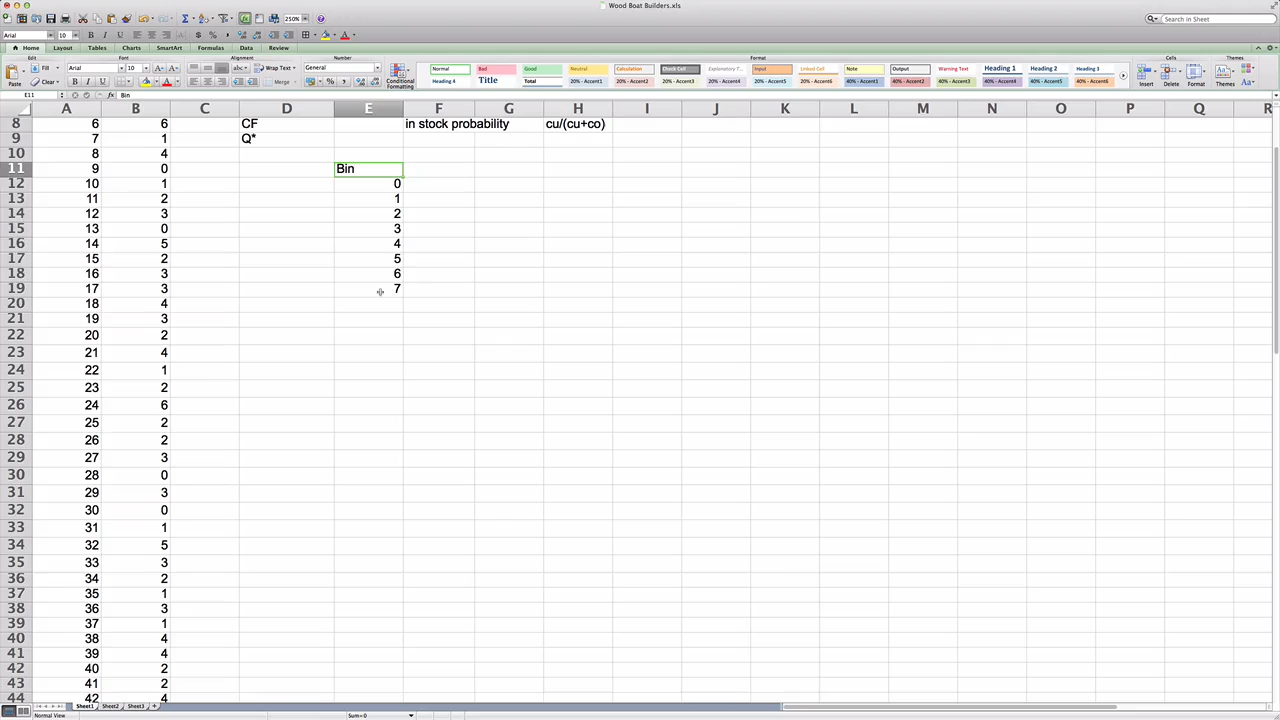 Wood Boat Builders.xls
250%
Search in Sheet
Arial 10
Home Layout Tables Charts SmartArt Formulas Data Review
Edit Font Alignment Number Format Cells Themes
Paste Fill Clear Arial 10 A A abc Wrap Text Merge General Conditional Formatting
Normal Bad Good Neutral Calculation Check Cell Explanatory T... Input Linked Cell Note Output Warning Text Heading 1 Heading 2 Heading 3
Heading 4 Title Total 20% - Accent1 20% - Accent2 20% - Accent3 20% - Accent4 20% - Accent5 20% - Accent6 40% - Accent1 40% - Accent2 40% - Accent3 40% - Accent4 40% - Accent5 40% - Accent6
Insert Delete Format Themes Aa
E11 fx Bin
A B C D E F G H I J K L M N O P Q R
8 6 6 CF in stock probability cu/(cu+co)
9 7 1 Q*
10 8 4
11 9 0 Bin
12 10 1 0
13 11 2 1
14 12 3 2
15 13 0 3
16 14 5 4
17 15 2 5
18 16 3 6
19 17 3 7
20 18 4
21 19 3
22 20 2
23 21 4
24 22 1
25 23 2
26 24 6
27 25 2
28 26 2
29 27 3
30 28 0
31 29 3
32 30 0
33 31 1
34 32 5
35 33 3
36 34 2
37 35 1
38 36 3
39 37 1
40 38 4
41 39 4
42 40 2
43 41 2
44 42 4
Sheet1 Sheet2 Sheet3
Normal View Sum=0